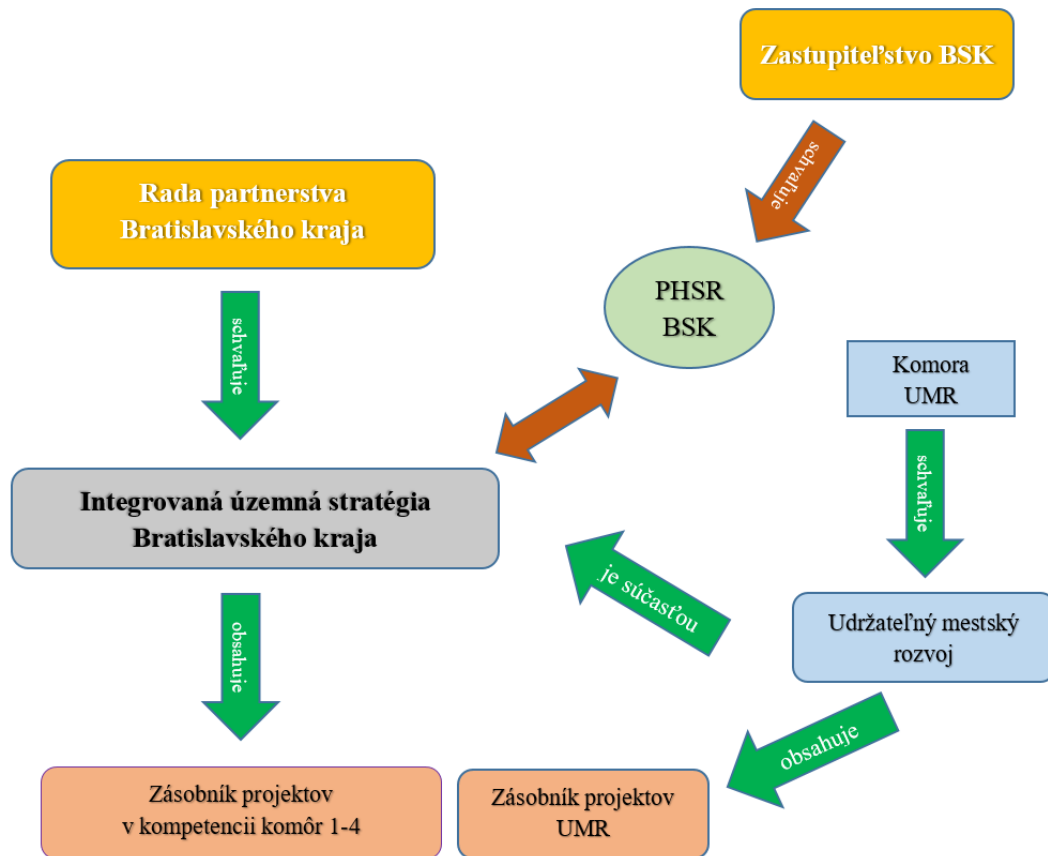 Zastupiteľstvo BSK
schvaľuje
Rada partnerstva
Bratislavského kraja
schvaľuje
PHSR
BSK
Komora
UMR
schvaľuje
Integrovaná územná stratégia
Bratislavského kraja
je súčasťou
Udržateľný mestský
rozvoj
obsahuje
obsahuje
Zásobník projektov
v kompetencii komôr 1-4
Zásobník projektov
UMR